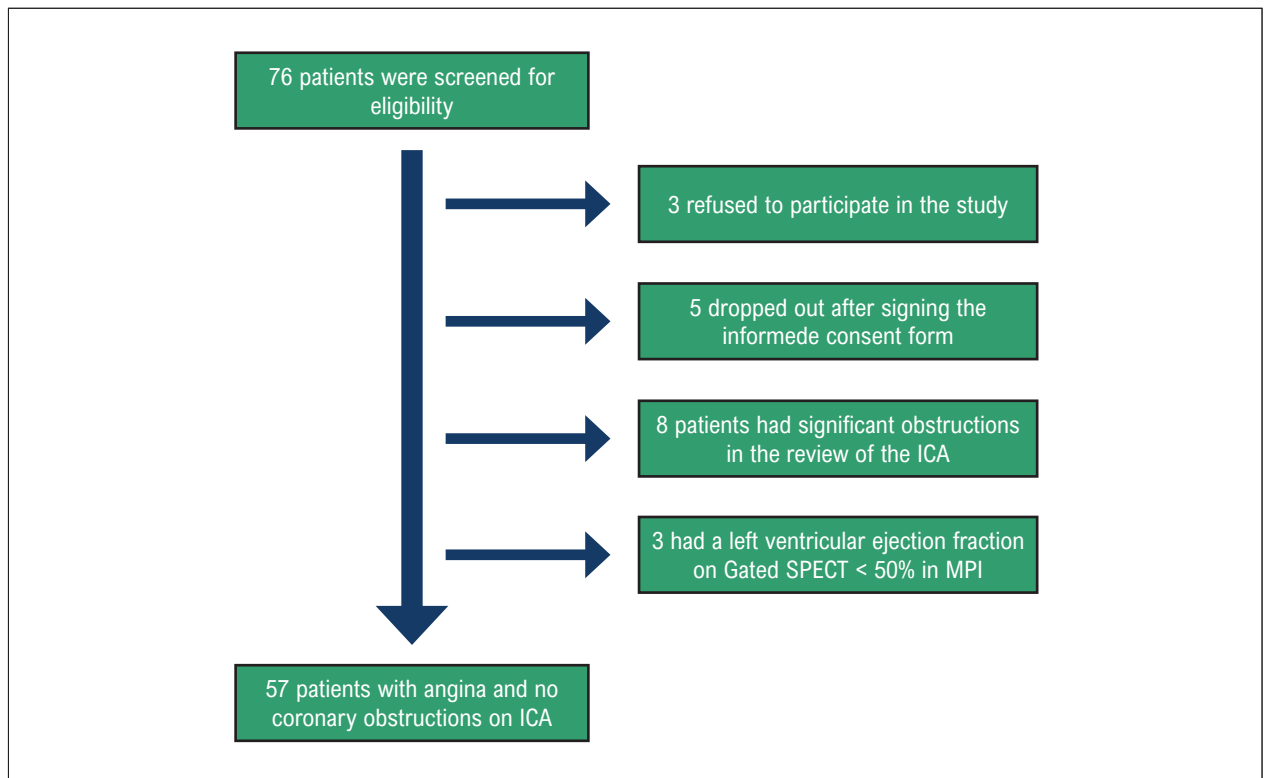 76 patients were screened for
eligibility
3 refused to participate in the study
5 dropped out after signing the
informede consent form
8 patients had significant obstructions
in the review of the ICA
3 had a left ventricular ejection fraction
on Gated SPECT < 50% in MPI
57 patients with angina and no
coronary obstructions on ICA